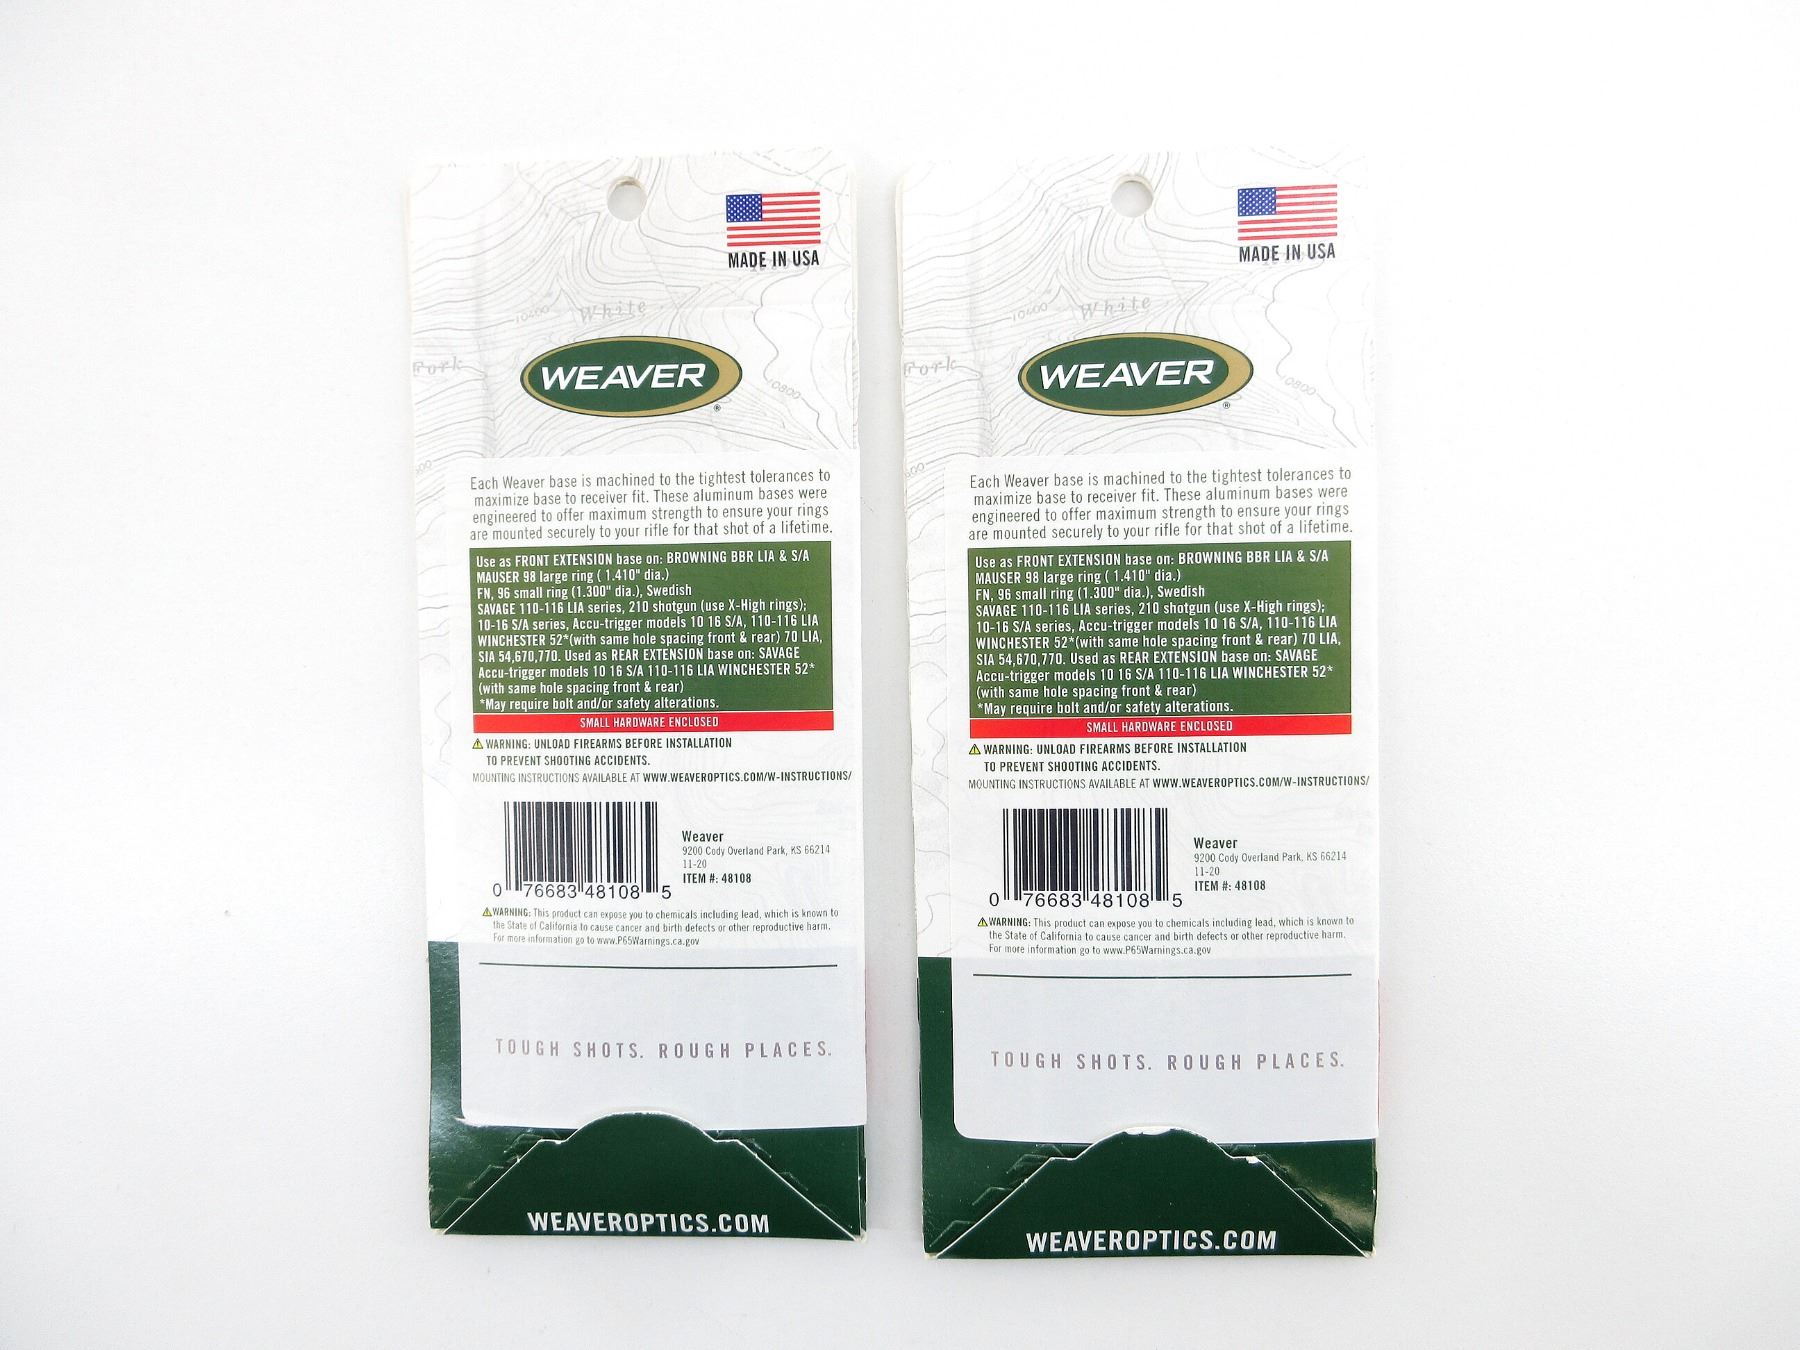 MADE IN USA
White
10400
Fork
WEAVER
®
10800
Each Weaver base is machined to the tightest tolerances to
maximize base to receiver fit. These aluminum bases were
engineered to offer maximum strength to ensure your rings
are mounted securely to your rifle for that shot of a lifetime.
Use as FRONT EXTENSION base on: BROWNING BBR LIA & S/A
MAUSER 98 large ring ( 1.410" dia.)
FN, 96 small ring (1.300" dia.), Swedish
SAVAGE 110-116 LIA series, 210 shotgun (use X-High rings);
10-16 S/A series, Accu-trigger models 10 16 S/A, 110-116 LIA
WINCHESTER 52*(with same hole spacing front & rear) 70 LIA,
SIA 54,670,770. Used as REAR EXTENSION base on: SAVAGE
Accu-trigger models 10 16 S/A 110-116 LIA WINCHESTER 52*
(with same hole spacing front & rear)
*May require bolt and/or safety alterations.
SMALL HARDWARE ENCLOSED
WARNING: UNLOAD FIREARMS BEFORE INSTALLATION
TO PREVENT SHOOTING ACCIDENTS.
MOUNTING INSTRUCTIONS AVAILABLE AT WWW.WEAVEROPTICS.COM/W-INSTRUCTIONS/
Weaver
9200 Cody Overland Park, KS 66214
11-20
ITEM #: 48108
0 76683 48108 5
WARNING: This product can expose you to chemicals including lead, which is known to
the State of California to cause cancer and birth defects or other reproductive harm.
For more information go to www.P65Warnings.ca.gov
TOUGH SHOTS. ROUGH PLACES.
WEAVEROPTICS.COM
MADE IN USA
White
10400
Fork
WEAVER
®
10800
Each Weaver base is machined to the tightest tolerances to
maximize base to receiver fit. These aluminum bases were
engineered to offer maximum strength to ensure your rings
are mounted securely to your rifle for that shot of a lifetime.
Use as FRONT EXTENSION base on: BROWNING BBR LIA & S/A
MAUSER 98 large ring ( 1.410" dia.)
FN, 96 small ring (1.300" dia.), Swedish
SAVAGE 110-116 LIA series, 210 shotgun (use X-High rings);
10-16 S/A series, Accu-trigger models 10 16 S/A, 110-116 LIA
WINCHESTER 52*(with same hole spacing front & rear) 70 LIA,
SIA 54,670,770. Used as REAR EXTENSION base on: SAVAGE
Accu-trigger models 10 16 S/A 110-116 LIA WINCHESTER 52*
(with same hole spacing front & rear)
*May require bolt and/or safety alterations.
SMALL HARDWARE ENCLOSED
WARNING: UNLOAD FIREARMS BEFORE INSTALLATION
TO PREVENT SHOOTING ACCIDENTS.
MOUNTING INSTRUCTIONS AVAILABLE AT WWW.WEAVEROPTICS.COM/W-INSTRUCTIONS/
Weaver
9200 Cody Overland Park, KS 66214
11-20
ITEM #: 48108
0 76683 48108 5
WARNING: This product can expose you to chemicals including lead, which is known to
the State of California to cause cancer and birth defects or other reproductive harm.
For more information go to www.P65Warnings.ca.gov
TOUGH SHOTS. ROUGH PLACES.
WEAVEROPTICS.COM